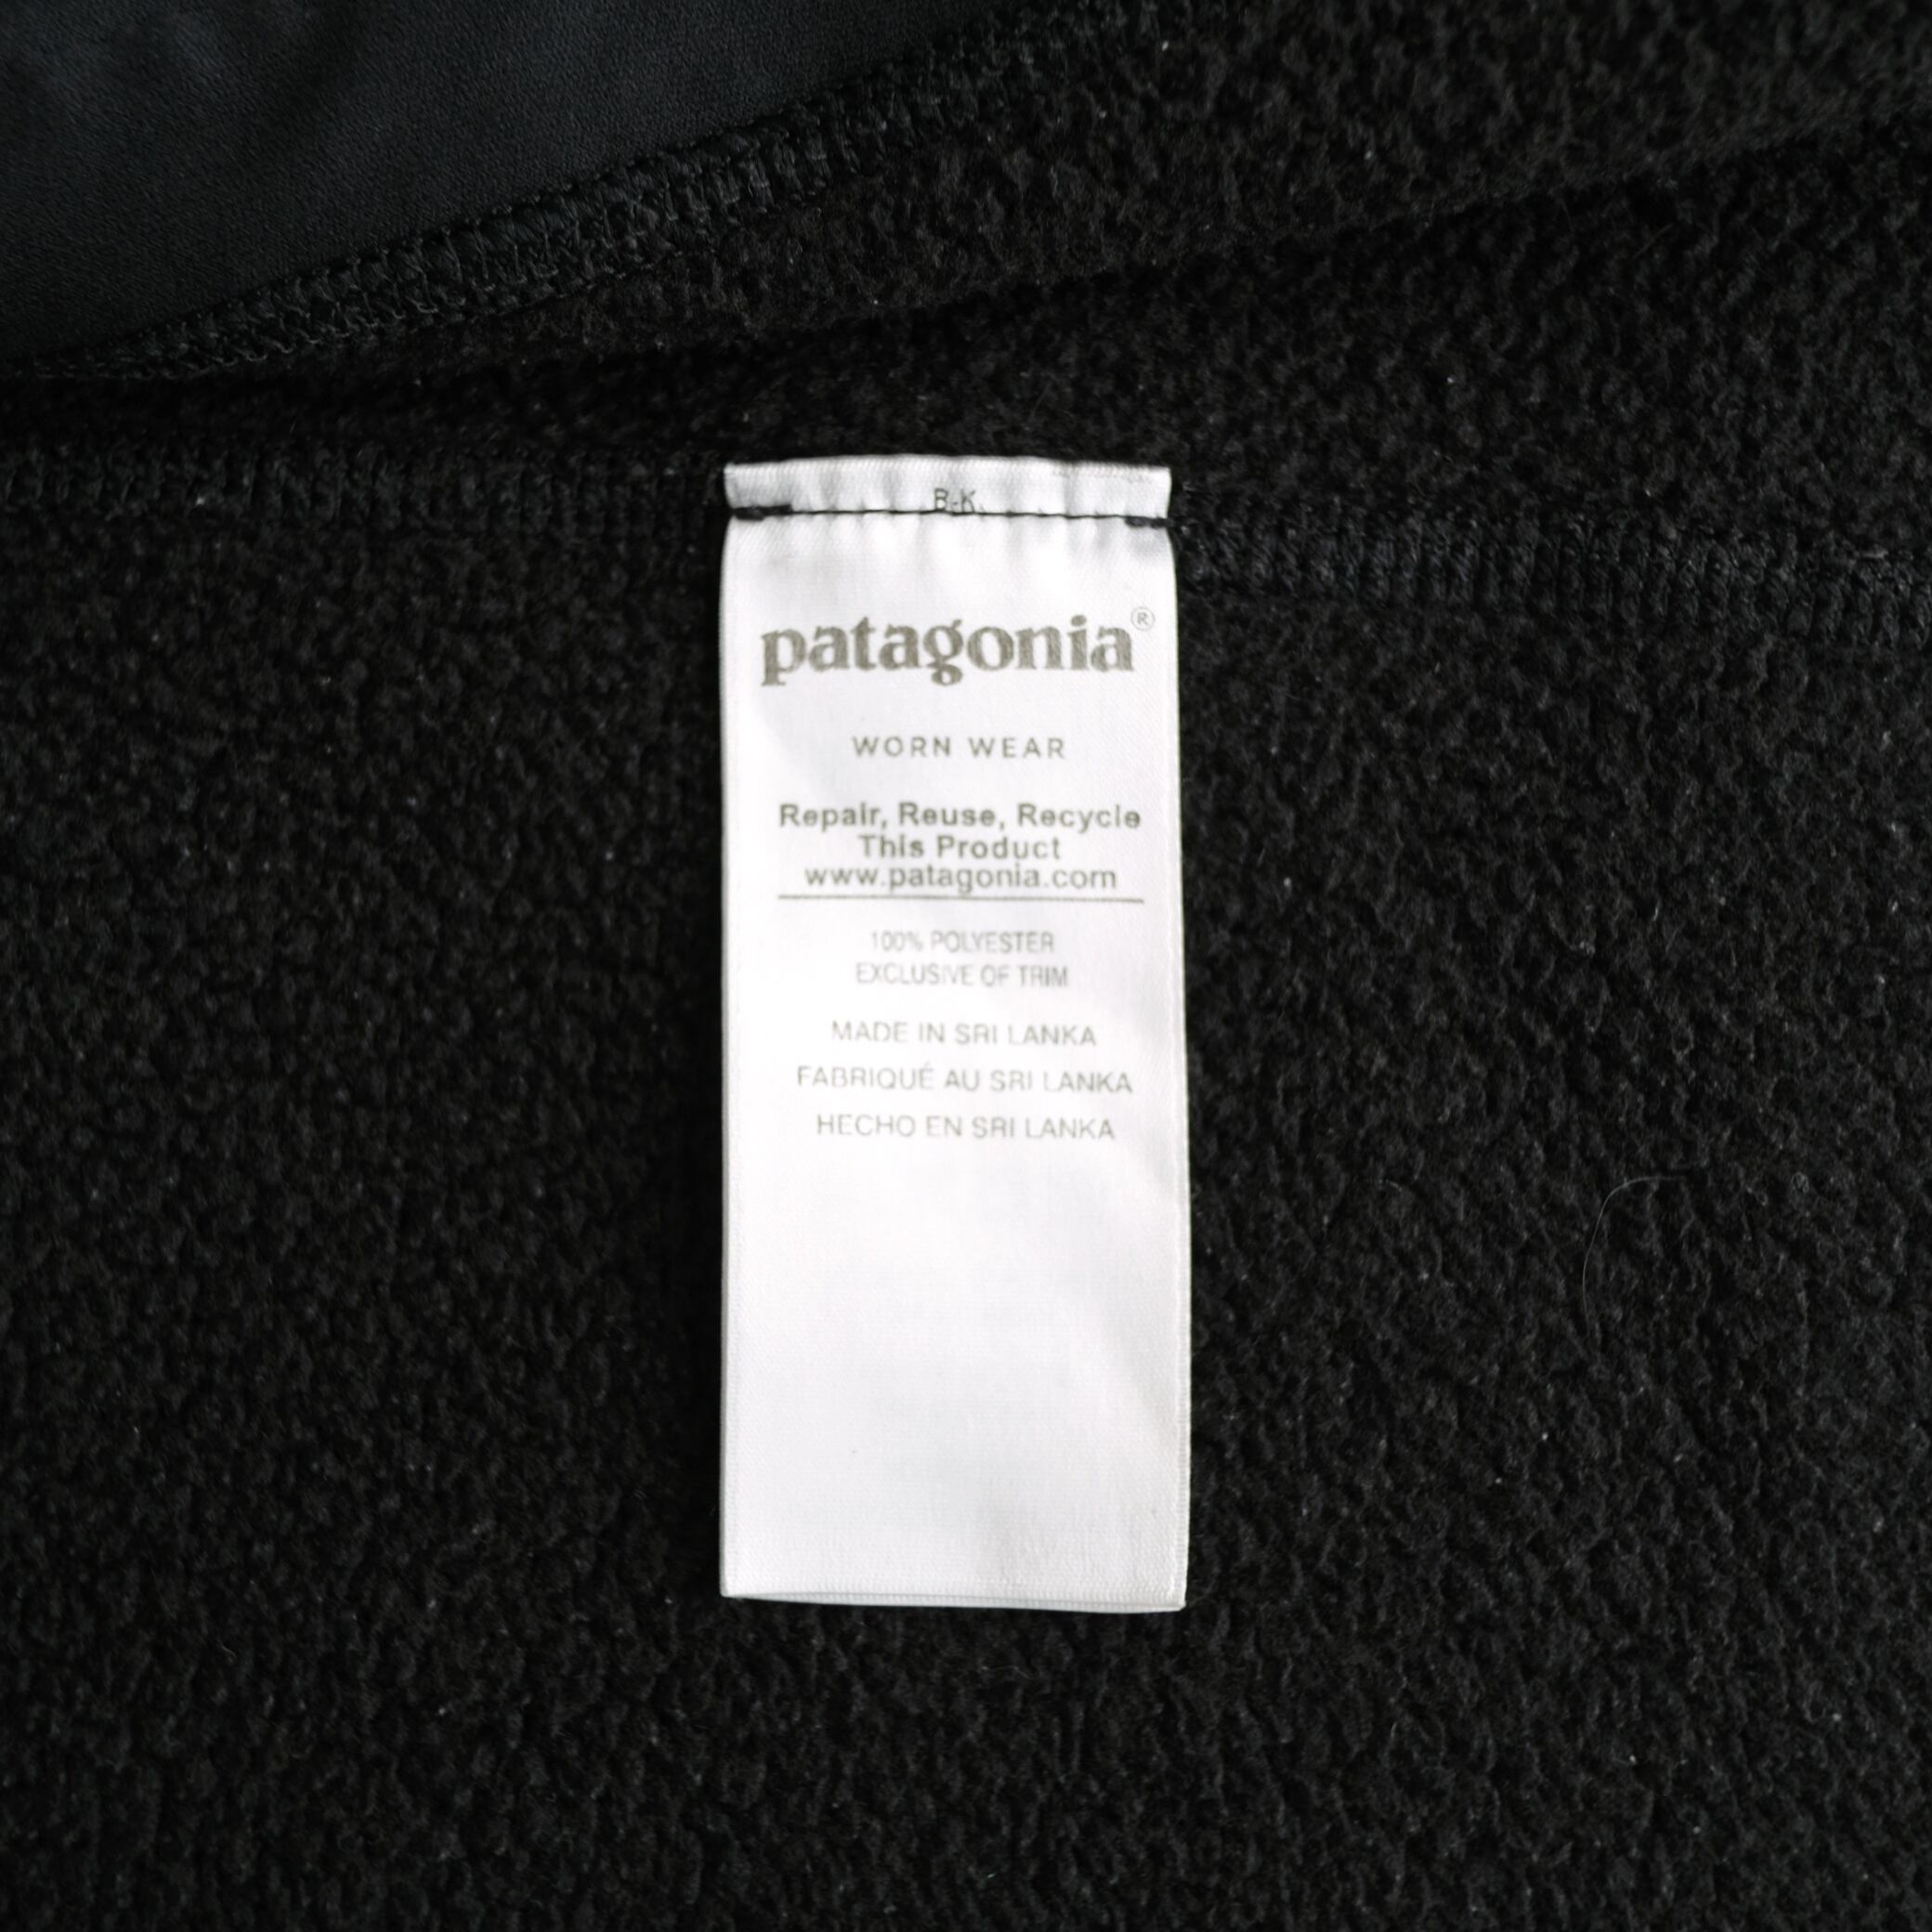 B-K
patagonia®
WORN WEAR
Repair, Reuse, Recycle
This Product
www.patagonia.com
100% POLYESTER
EXCLUSIVE OF TRIM
MADE IN SRI LANKA
FABRIQUÉ AU SRI LANKA
HECHO EN SRI LANKA